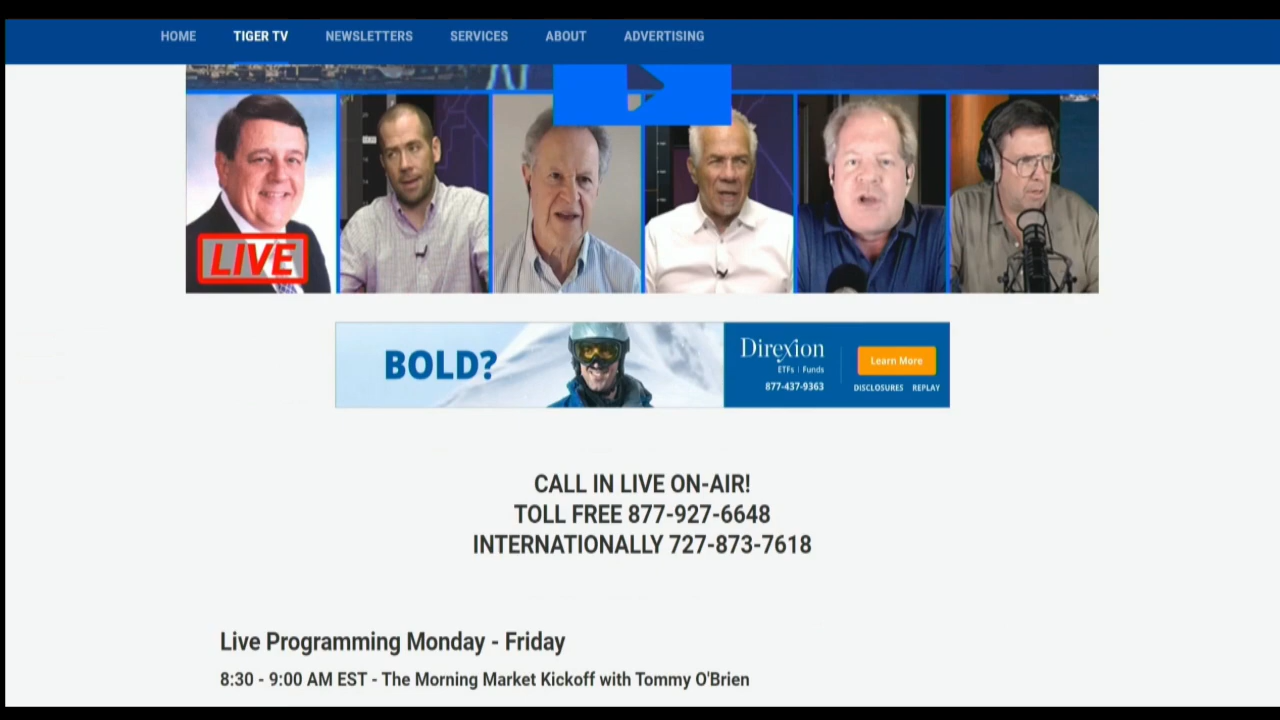 HOME TIGER TV NEWSLETTERS SERVICES ABOUT ADVERTISING
LIVE
BOLD?
Direxion
ETFs | Funds
877-437-9363
Learn More
DISCLOSURES REPLAY
CALL IN LIVE ON-AIR!
TOLL FREE 877-927-6648
INTERNATIONALLY 727-873-7618
Live Programming Monday - Friday
8:30 - 9:00 AM EST - The Morning Market Kickoff with Tommy O'Brien